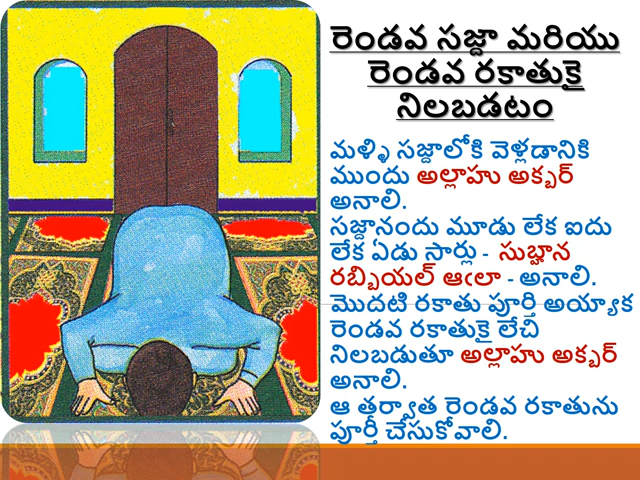 రెండవ సజ్దా మరియు
రెండవ రకాతుకై
నిలబడటం
మళ్ళి సజ్దాలోకి వెళ్లడానికి
ముందు అల్లాహు అక్బర్
అనాలి.
సజ్దానందు మూడు లేక ఐదు
లేక ఏడు సార్లు - సుబ్హాన
రబ్బియల్ ఆఁలా - అనాలి.
మొదటి రకాతు పూర్తి అయ్యాక
రెండవ రకాతుకై లేచి
నిలబడుతూ అల్లాహు అక్బర్
అనాలి.
ఆ తర్వాత రెండవ రకాతును
పూర్తీ చేసుకోవాలి.